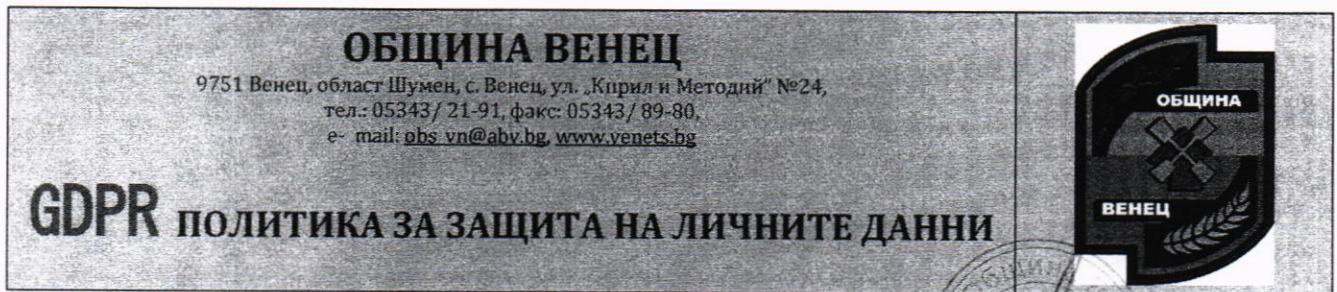 ОБЩИНА ВЕНЕЦ
9751 Венец, област Шумен, с. Венец, ул. „Кирил и Методий" №24,
тел.: 05343/ 21-91, факс: 05343/ 89-80,
е- mail: obs_vn@abv.bg, www.venets.bg
GDPR ПОЛИТИКА ЗА ЗАЩИТА НА ЛИЧНИТЕ ДАННИ
ОБЩИНА
ВЕНЕЦ